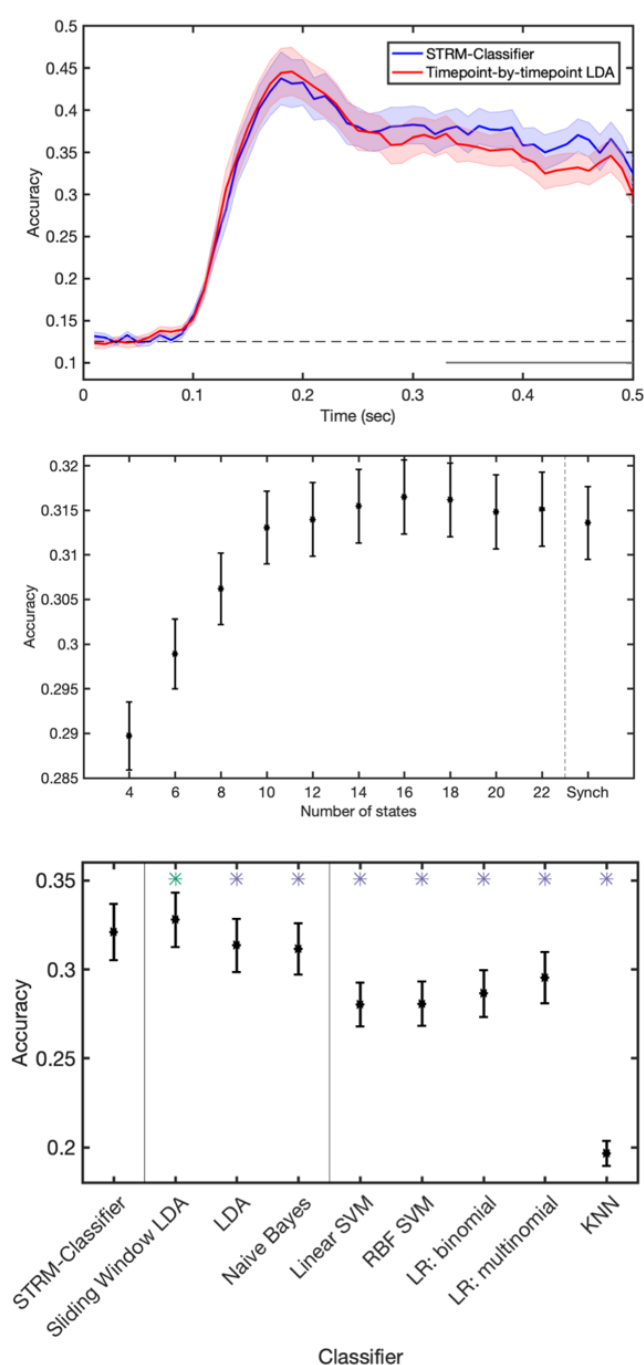 0.5
0.45
0.4
0.35
0.3
0.25
0.2
0.15
0.1
Accuracy
STRM-Classifier
Timepoint-by-timepoint LDA
0 0.1 0.2 0.3 0.4 0.5
Time (sec)
0.32
0.315
0.31
0.305
0.3
0.295
0.29
0.285
Accuracy
4 6 8 10 12 14 16 18 20 22 Synch
Number of states
0.35
0.3
0.25
0.2
Accuracy
STRM-Classifier
Sliding Window LDA
LDA
Naive Bayes
Linear SVM
RBF SVM
LR: binomial
LR: multinomial
KNN
Classifier